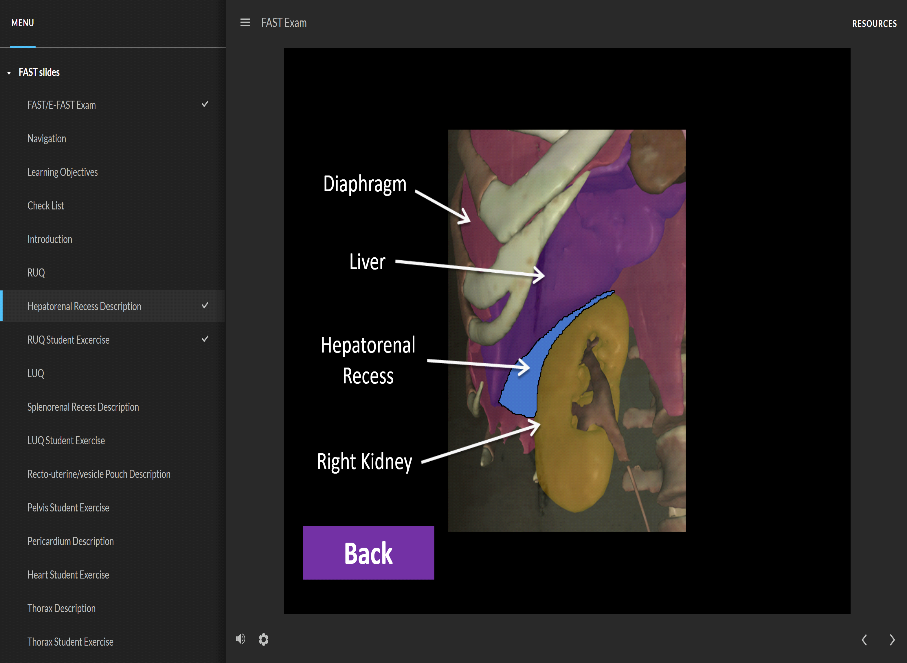 MENU
FAST slides
FAST/E-FAST Exam
Navigation
Learning Objectives
Check List
Introduction
RUQ
Hepatorenal Recess Description
RUQ Student Excercise
LUQ
Splenorenal Recess Description
LUQ Student Exercise
Recto-uterine/vesicle Pouch Description
Pelvis Student Exercise
Pericardium Description
Heart Student Exercise
Thorax Description
Thorax Student Exercise
FAST Exam
RESOURCES
Diaphragm
Liver
Hepatorenal
Recess
Right Kidney
Back